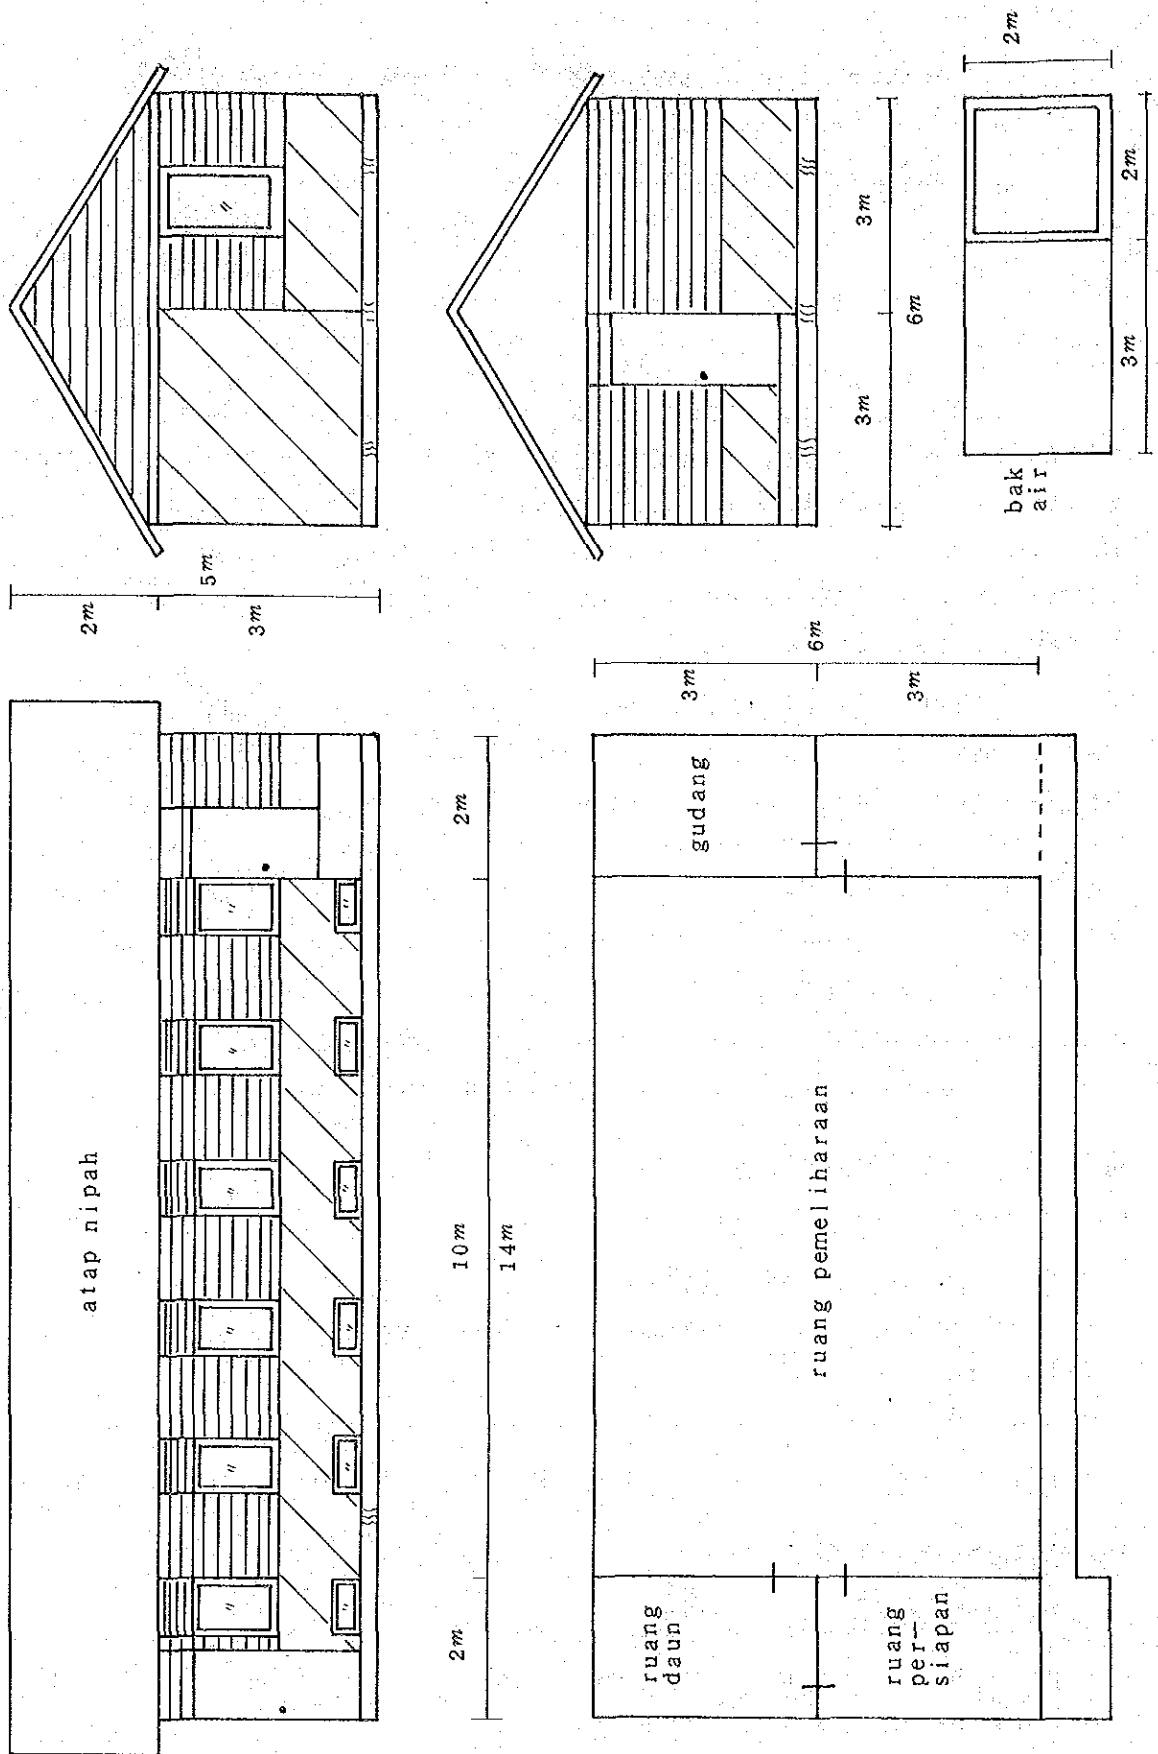 atap nipah
2m
5m
3m
2m
10m
2m
14m
3m
3m
6m
ruang
daun
gudang
3m
6m
3m
ruang pemeliharaan
ruang
per-
siapan
bak
air
2m
3m
2m